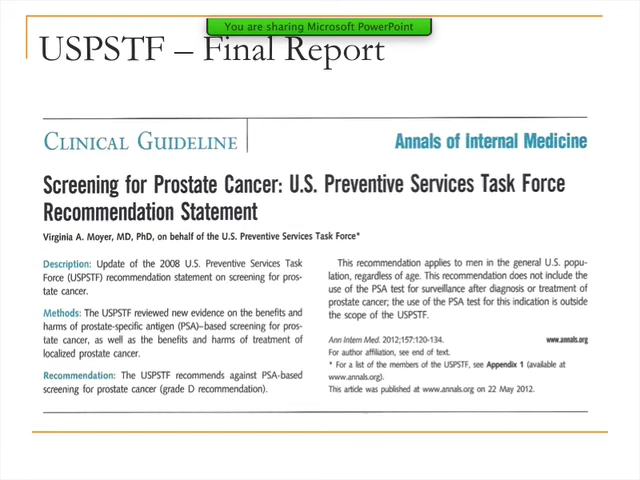 You are sharing Microsoft PowerPoint
USPSTF – Final Report
CLINICAL GUIDELINE
Annals of Internal Medicine
Screening for Prostate Cancer: U.S. Preventive Services Task Force
Recommendation Statement
Virginia A. Moyer, MD, PhD, on behalf of the U.S. Preventive Services Task Force*
Description: Update of the 2008 U.S. Preventive Services Task
Force (USPSTF) recommendation statement on screening for pros-
tate cancer.
Methods: The USPSTF reviewed new evidence on the benefits and
harms of prostate-specific antigen (PSA)–based screening for pros-
tate cancer, as well as the benefits and harms of treatment of
localized prostate cancer.
Recommendation: The USPSTF recommends against PSA-based
screening for prostate cancer (grade D recommendation).
This recommendation applies to men in the general U.S. popu-
lation, regardless of age. This recommendation does not include the
use of the PSA test for surveillance after diagnosis or treatment of
prostate cancer; the use of the PSA test for this indication is outside
the scope of the USPSTF.
Ann Intern Med. 2012;157:120-134. www.annals.org
For author affiliation, see end of text.
* For a list of the members of the USPSTF, see Appendix 1 (available at
www.annals.org).
This article was published at www.annals.org on 22 May 2012.